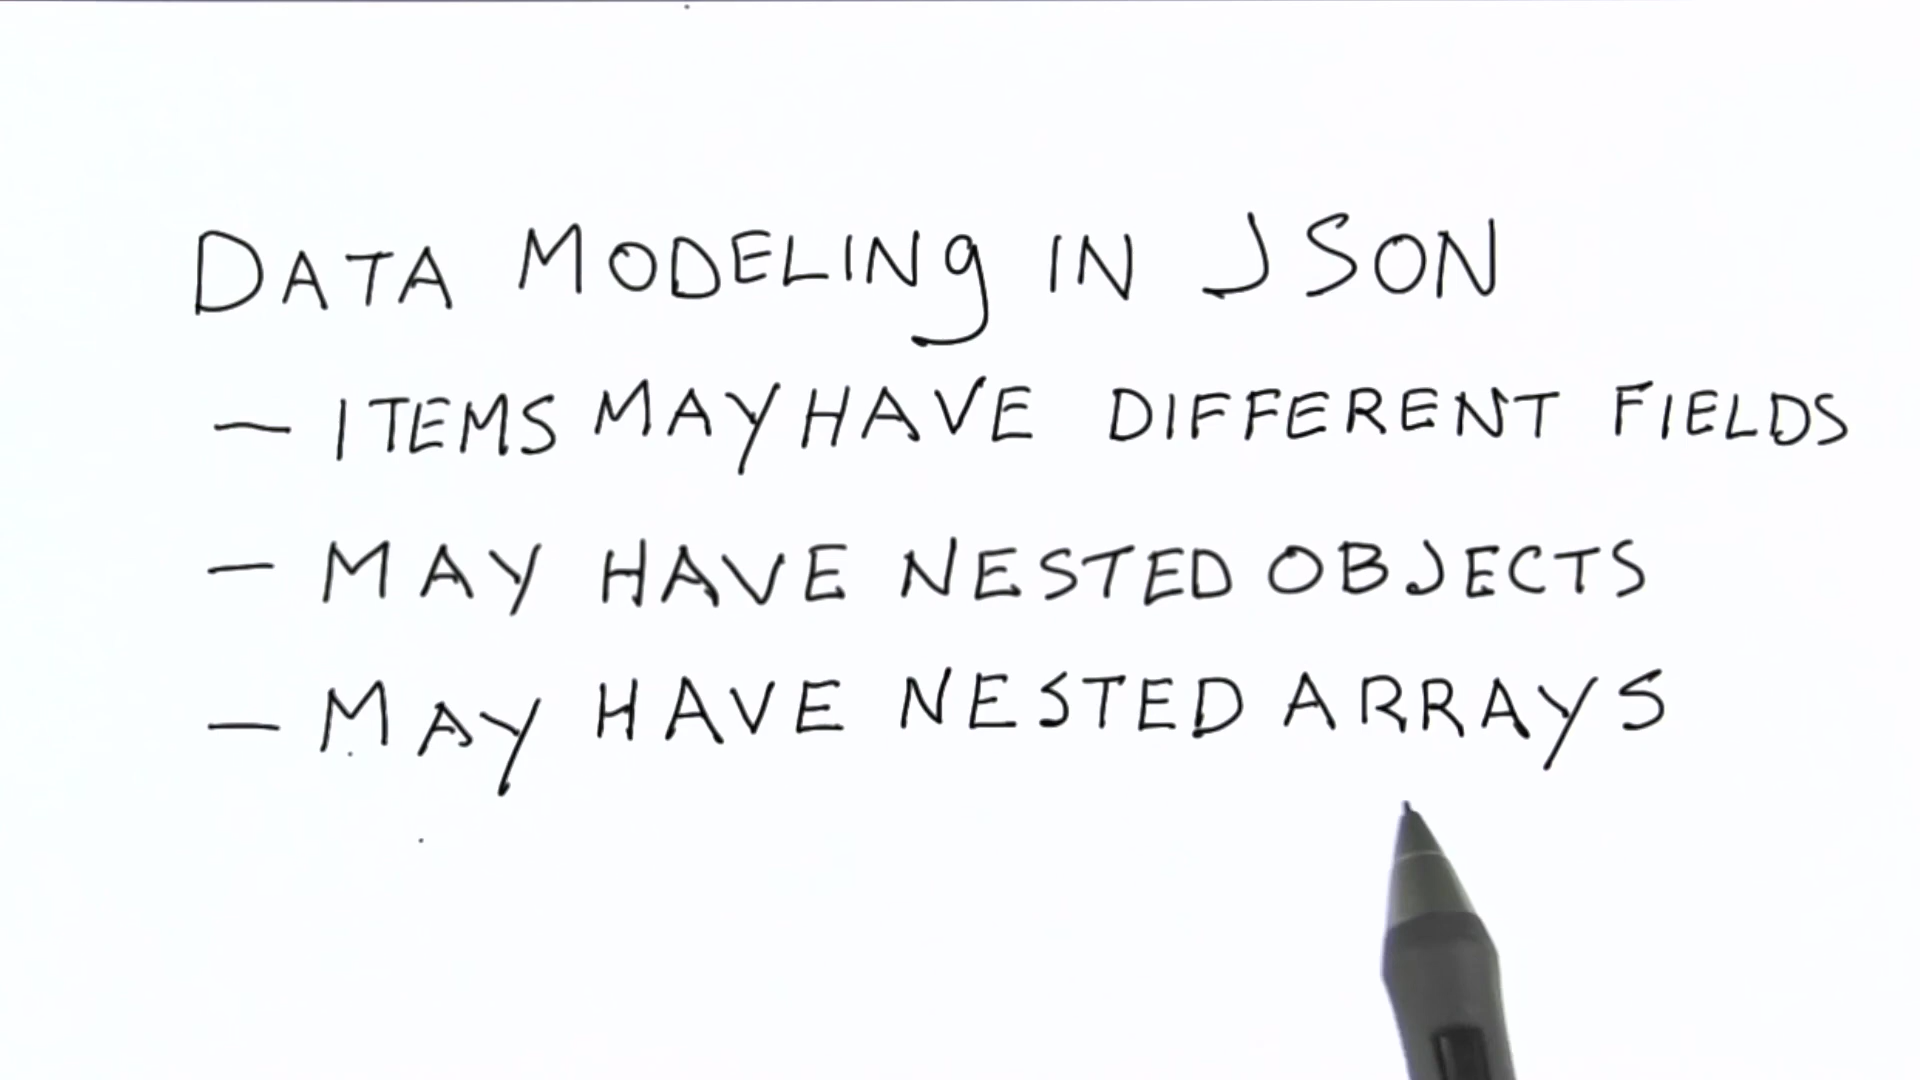 DATA MODELINg IN JSON
— ITEMS MAY HAVE DIFFERENT FIELDS
— MAY HAVE NESTED OBJECTS
— MAY HAVE NESTED ARRAYS